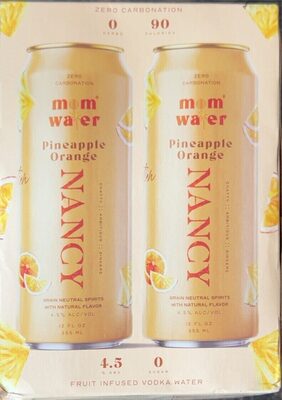 ZERO CARBONATION
0 90
CARBS CALORIES
ZERO
CARBONATION
mom
water
Pineapple
Orange
NANCY
GRAIN NEUTRAL SPIRITS
WITH NATURAL FLAVOR
4.5% ALC/VOL
12 FL OZ
355 ML
ZERO
CARBONATION
mom
water
Pineapple
Orange
NANCY
GRAIN NEUTRAL SPIRITS
WITH NATURAL FLAVOR
4.5% ALC/VOL
12 FL OZ
355 ML
4.5 0
% ABV SUGAR
FRUIT INFUSED VODKA WATER